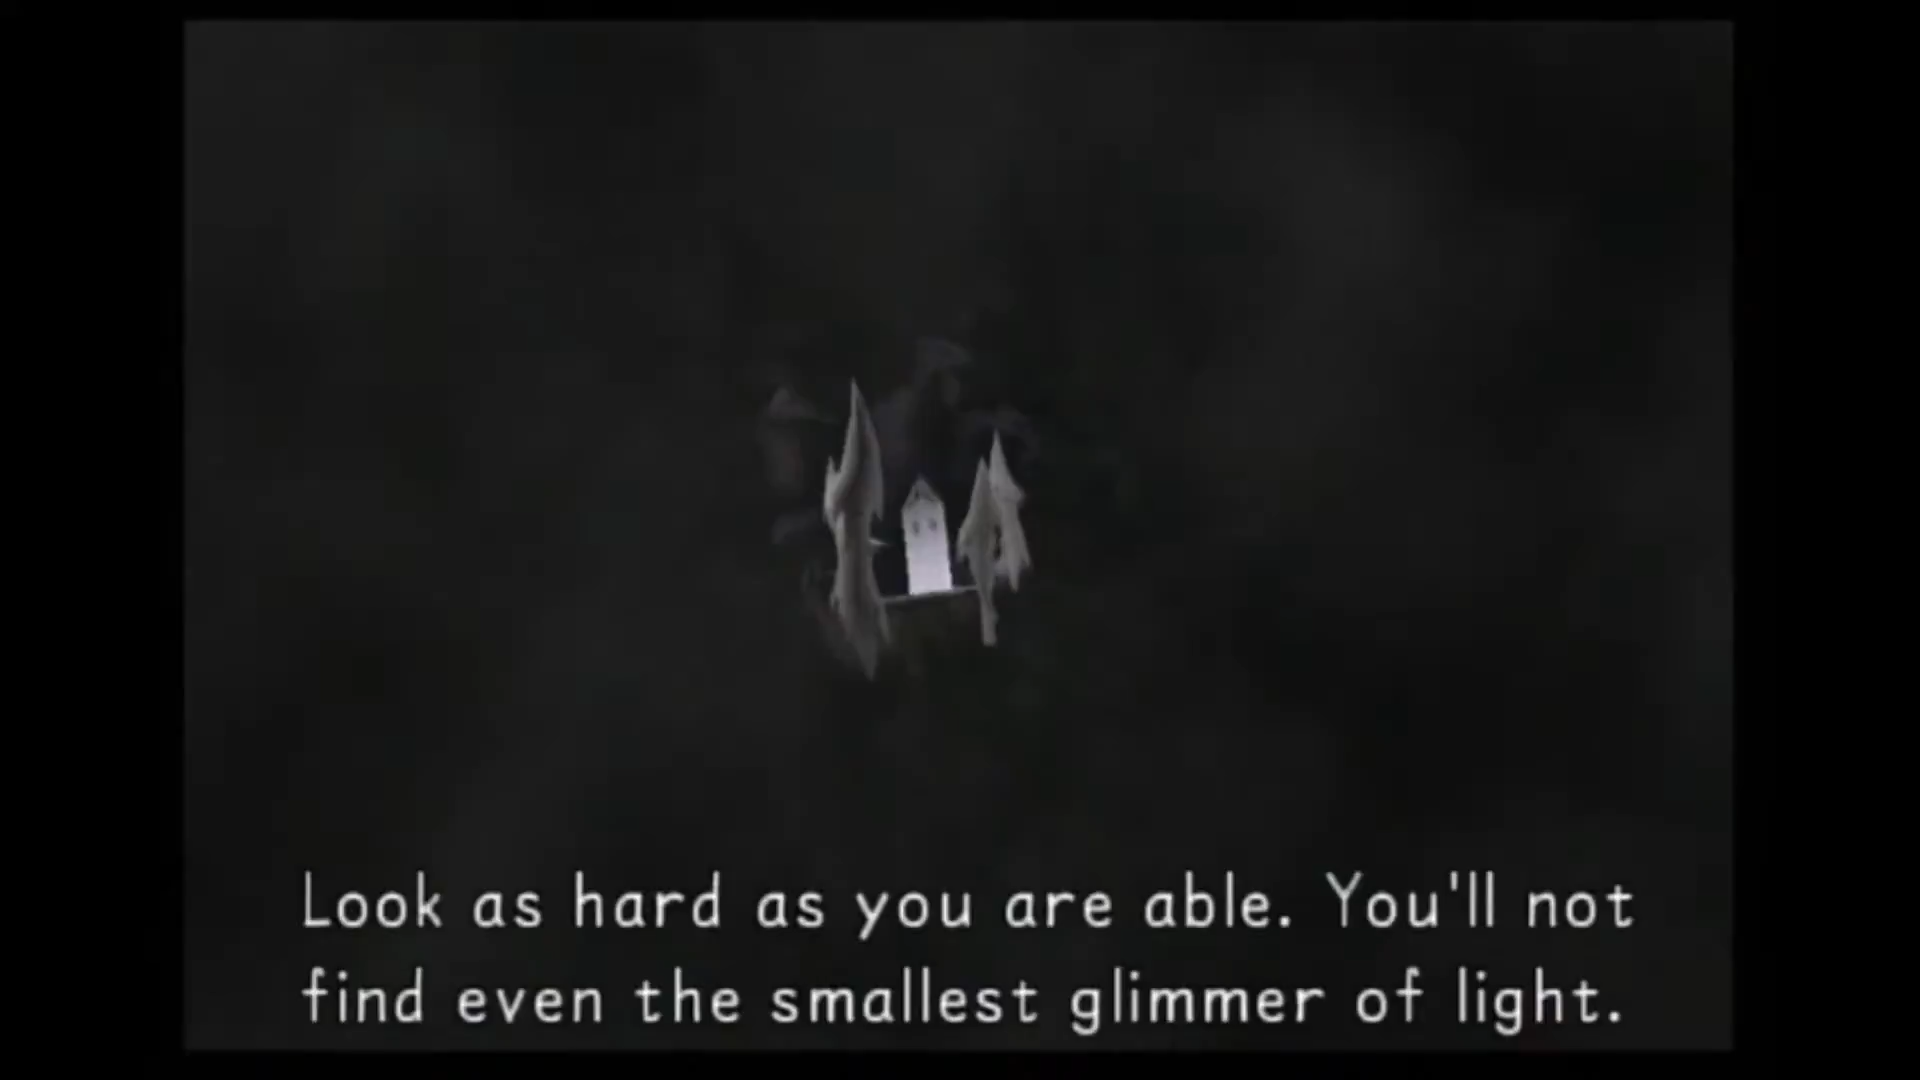 Look as hard as you are able. You'll not
find even the smallest glimmer of light.